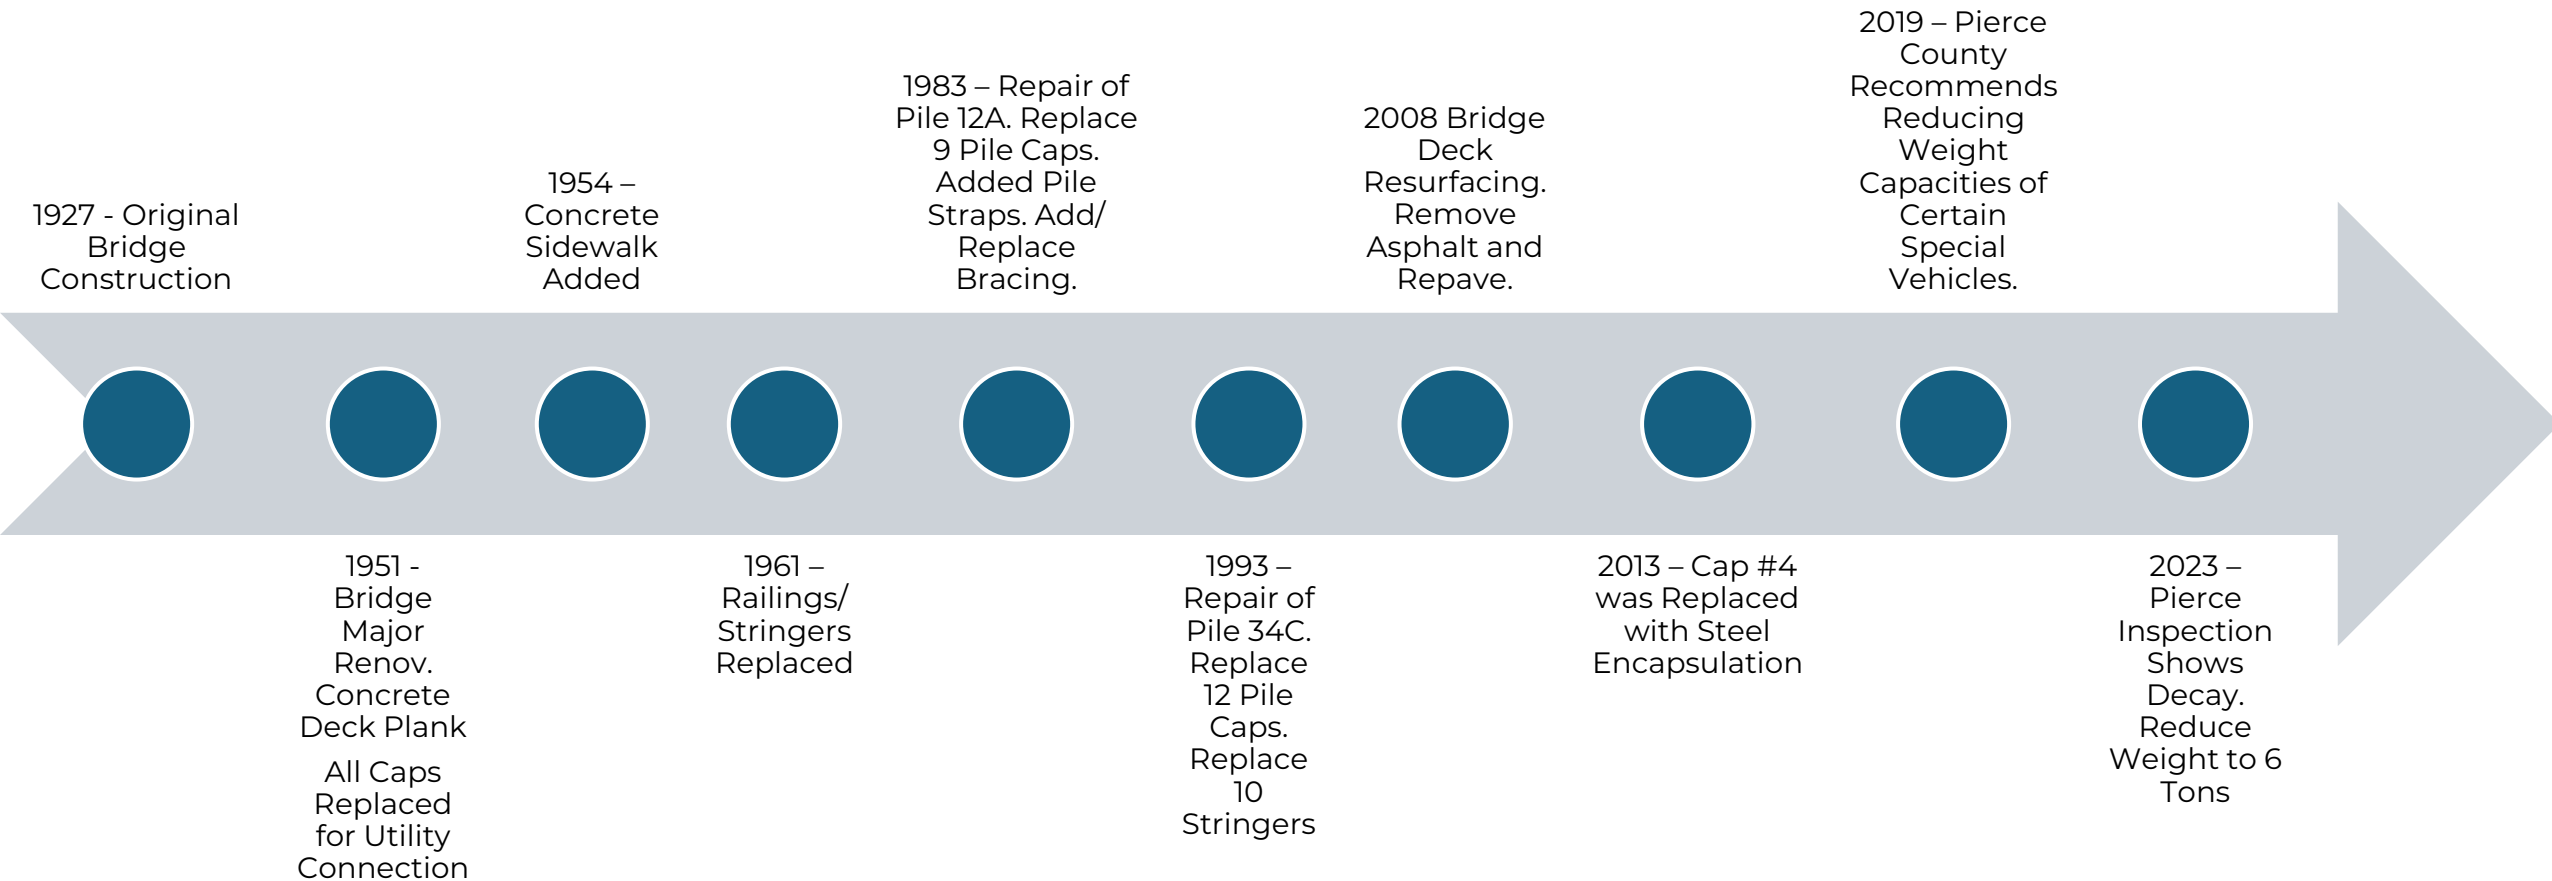 1927 - Original
Bridge
Construction
1951 -
Bridge
Major
Renov.
Concrete
Deck Plank
All Caps
Replaced
for Utility
Connection
1954 –
Concrete
Sidewalk
Added
1961 –
Railings/
Stringers
Replaced
1983 – Repair of
Pile 12A. Replace
9 Pile Caps.
Added Pile
Straps. Add/
Replace
Bracing.
1993 –
Repair of
Pile 34C.
Replace
12 Pile
Caps.
Replace
10
Stringers
2008 Bridge
Deck
Resurfacing.
Remove
Asphalt and
Repave.
2013 – Cap #4
was Replaced
with Steel
Encapsulation
2019 – Pierce
County
Recommends
Reducing
Weight
Capacities of
Certain
Special
Vehicles.
2023 –
Pierce
Inspection
Shows
Decay.
Reduce
Weight to 6
Tons